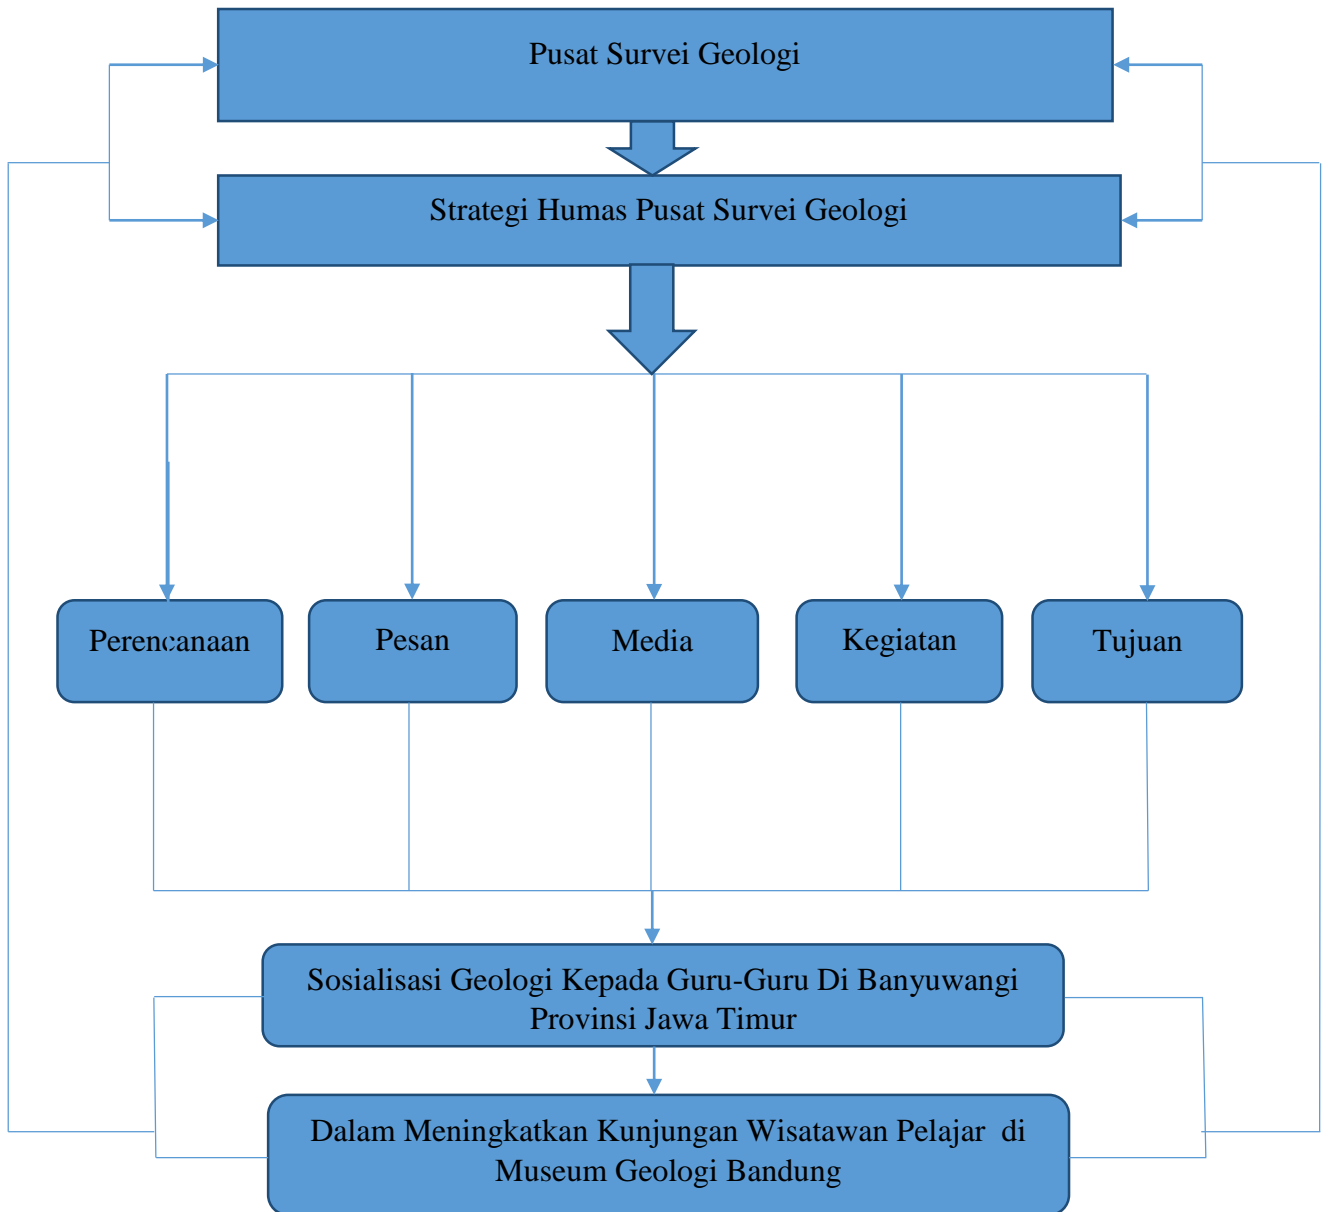 Pusat Survei Geologi
Strategi Humas Pusat Survei Geologi
Perencanaan
Pesan
Media
Kegiatan
Tujuan
Sosialisasi Geologi Kepada Guru-Guru Di Banyuwangi
Provinsi Jawa Timur
Dalam Meningkatkan Kunjungan Wisatawan Pelajar di
Museum Geologi Bandung